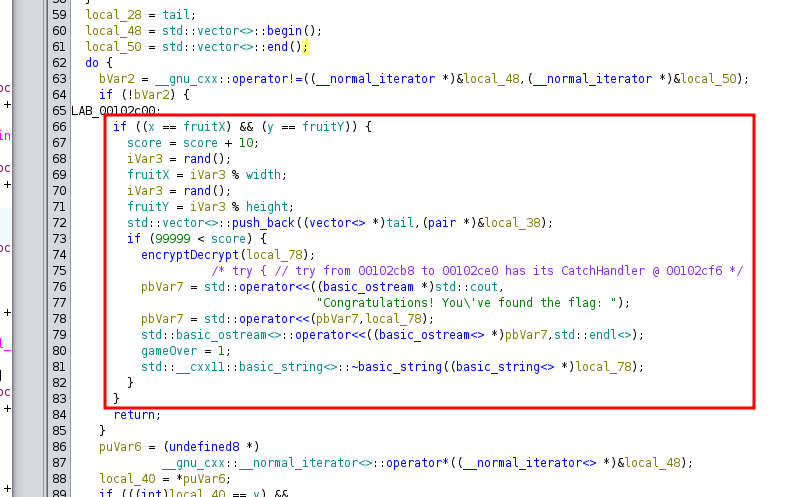 59 local_28 = tail;
60 local_48 = std::vector<>::begin();
61 local_50 = std::vector<>::end();
62 do {
63 bVar2 = __gnu_cxx::operator!=((__normal_iterator *)&local_48,(__normal_iterator *)&local_50);
64 if (!bVar2) {
65 LAB_00102c00:
66 if ((x == fruitX) && (y == fruitY)) {
67 score = score + 10;
68 iVar3 = rand();
69 fruitX = iVar3 % width;
70 iVar3 = rand();
71 fruitY = iVar3 % height;
72 std::vector<>::push_back((vector<> *)tail,(pair *)&local_38);
73 if (99999 < score) {
74 encryptDecrypt(local_78);
75 /* try { // try from 00102cb8 to 00102ce0 has its CatchHandler @ 00102cf6 */
76 pbVar7 = std::operator<<((basic_ostream *)std::cout,
77 "Congratulations! You\'ve found the flag: ");
78 pbVar7 = std::operator<<(pbVar7,local_78);
79 std::basic_ostream<>::operator<<((basic_ostream<> *)pbVar7,std::endl<>);
80 gameOver = 1;
81 std::__cxx11::basic_string<>::~basic_string((basic_string<> *)local_78);
82 }
83 }
84 return;
85 }
86 puVar6 = (undefined8 *)
87 __gnu_cxx::__normal_iterator<>::operator*((__normal_iterator<> *)&local_48);
88 local_40 = *puVar6;
89 if (((int)local_40 == x) &&